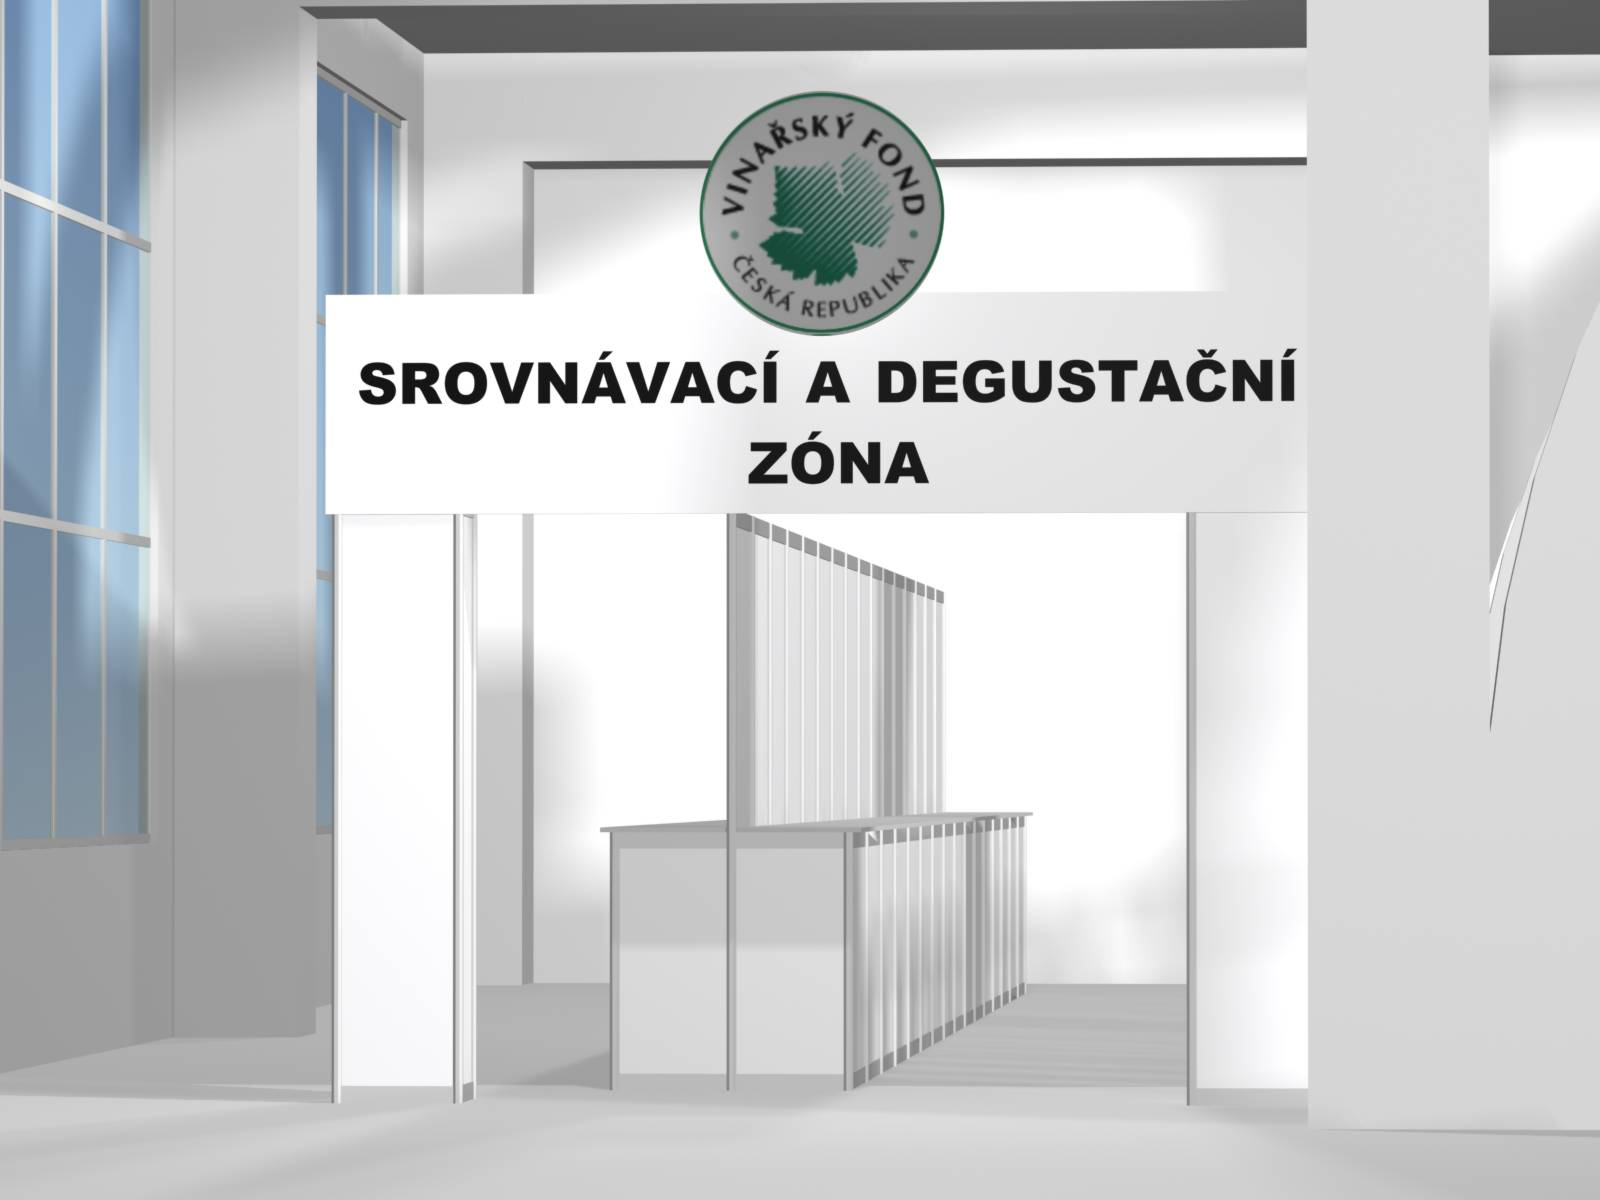 VINAŘSKÝ FOND
ČESKÁ REPUBLIKA
SROVNÁVACÍ A DEGUSTAČNÍ
ZÓNA